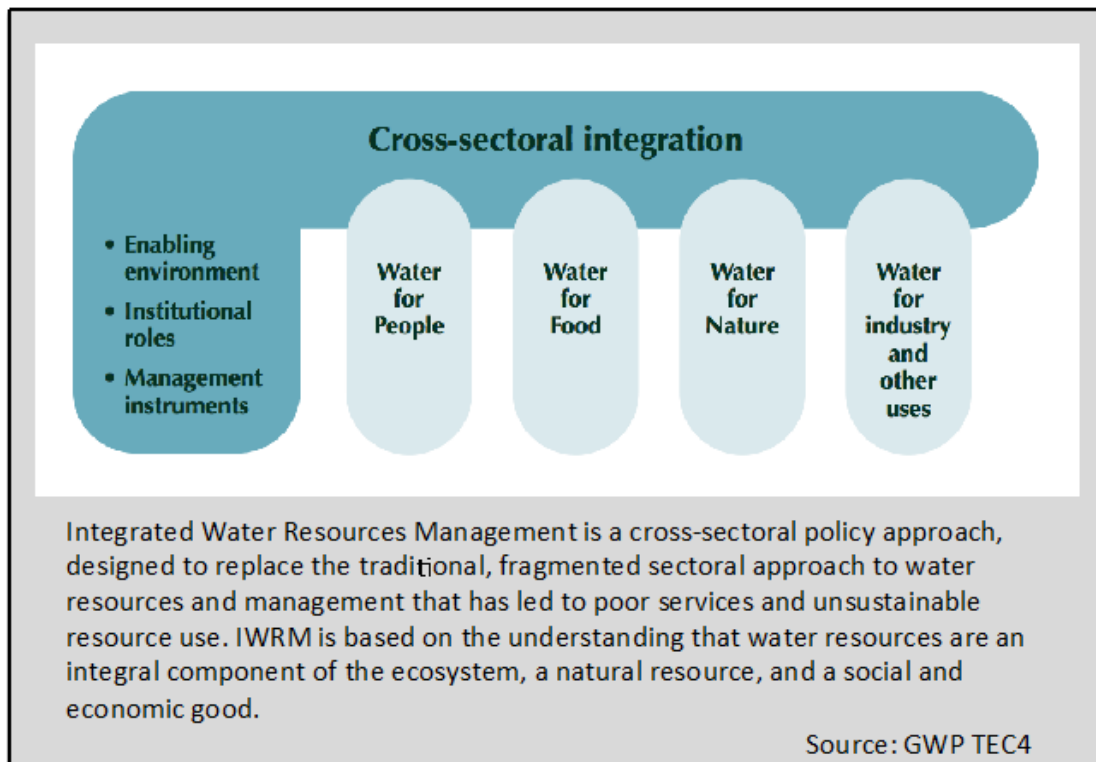 Cross-sectoral integration
• Enabling
environment
• Institutional
roles
• Management
instruments
Water
for
People
Water
for
Food
Water
for
Nature
Water
for
industry
and
other
uses
Integrated Water Resources Management is a cross-sectoral policy approach,
designed to replace the traditional, fragmented sectoral approach to water
resources and management that has led to poor services and unsustainable
resource use. IWRM is based on the understanding that water resources are an
integral component of the ecosystem, a natural resource, and a social and
economic good.
Source: GWP TEC4